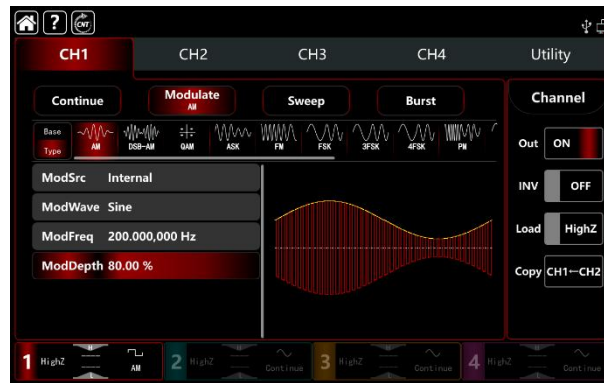 ? CNT
CH1 CH2 CH3 CH4 Utility
Continue Modulate AM Sweep Burst Channel
Base Type AM DSB-AM QAM ASK FM FSK 3FSK 4FSK PM
Out ON
ModSrc Internal
INV OFF
ModWave Sine
ModFreq 200.000,000 Hz
Load HighZ
ModDepth 80.00 %
Copy CH1←CH2
1 HighZ AM 2 HighZ Continue 3 HighZ Continue 4 HighZ Continue